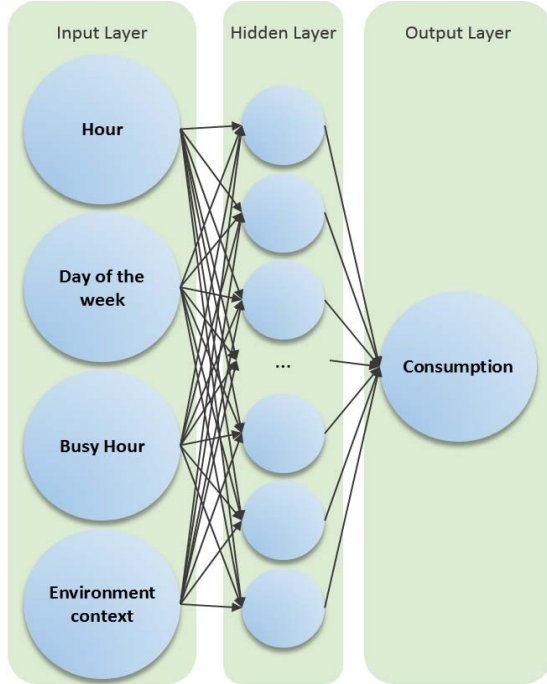 Input Layer
Hidden Layer
Output Layer
Hour
Day of the
week
Busy Hour
Environment
context
...
Consumption